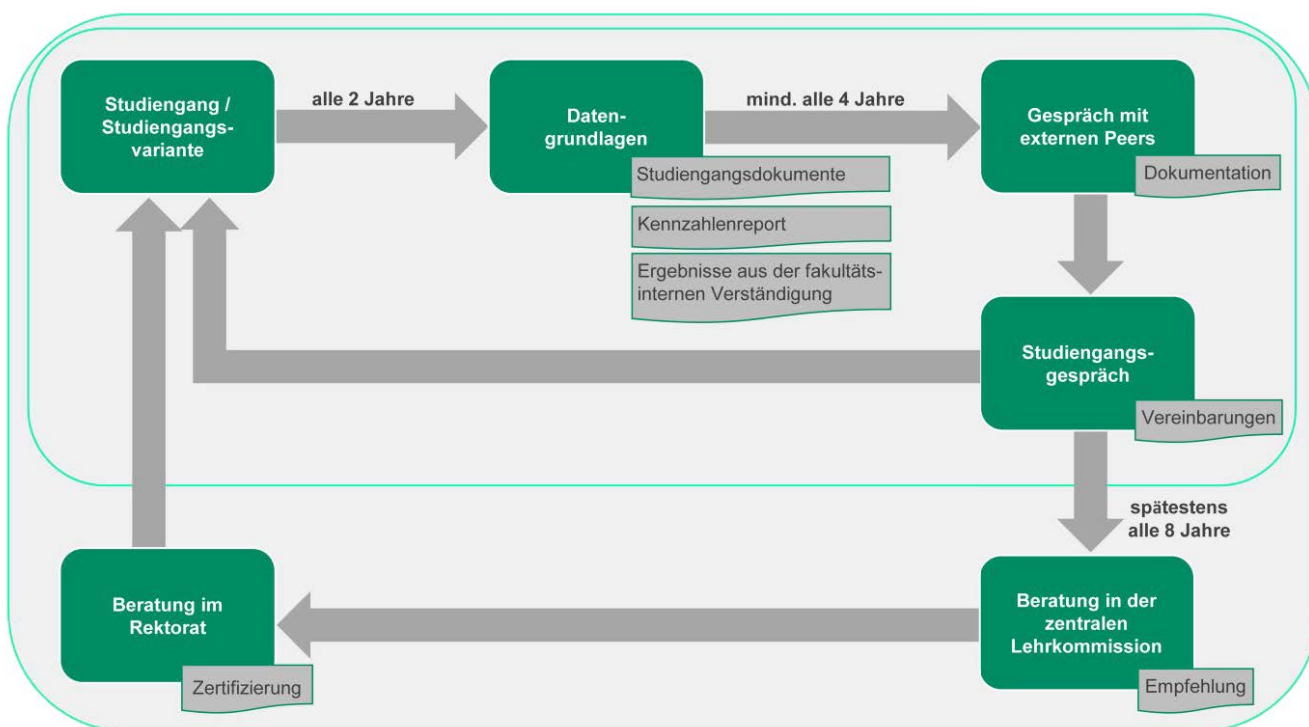 Studiengang /
Studiengangs-
variante
alle 2 Jahre
Daten-
grundlagen
Studiengangsdokumente
Kennzahlenreport
Ergebnisse aus der fakultäts-
internen Verständigung
mind. alle 4 Jahre
Gespräch mit
externen Peers
Dokumentation
Studiengangs-
gespräch
Vereinbarungen
spätestens
alle 8 Jahre
Beratung in der
zentralen
Lehrkommission
Empfehlung
Beratung im
Rektorat
Zertifizierung